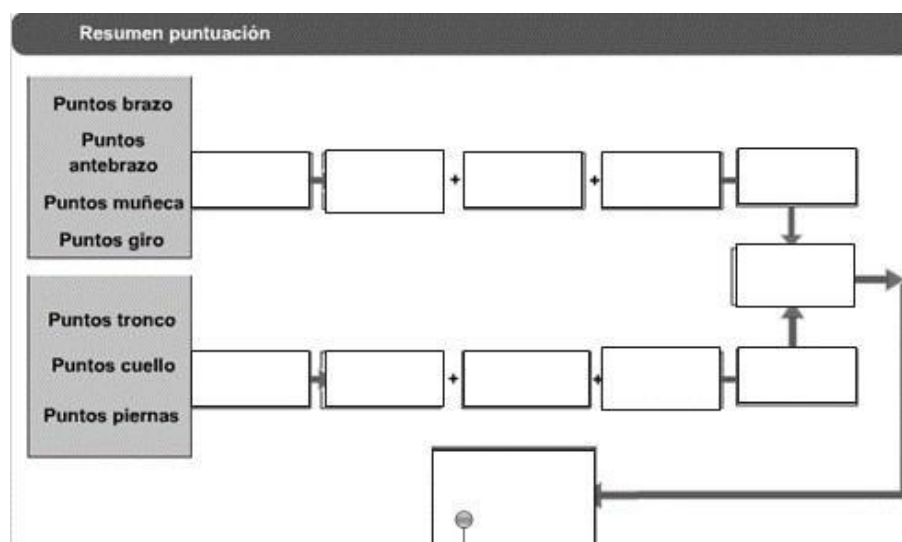 Resumen puntuación
Puntos brazo
Puntos
antebrazo
Puntos muñeca
Puntos giro
+
+
Puntos tronco
Puntos cuello
Puntos piernas
+
+